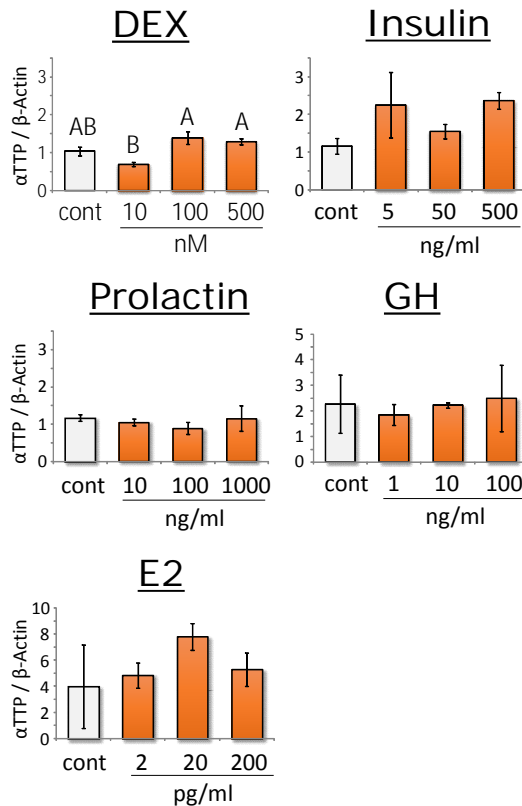 DEX
αTTP / β-Actin
3
2
1
0
AB
B
A
A
cont
10
100
500
nM
Insulin
3
2
1
0
cont
5
50
500
ng/ml
Prolactin
αTTP / β-Actin
3
2
1
0
cont
10
100
1000
ng/ml
GH
5
4
3
2
1
0
cont
1
10
100
ng/ml
E2
αTTP / β-Actin
10
8
6
4
2
0
cont
2
20
200
pg/ml